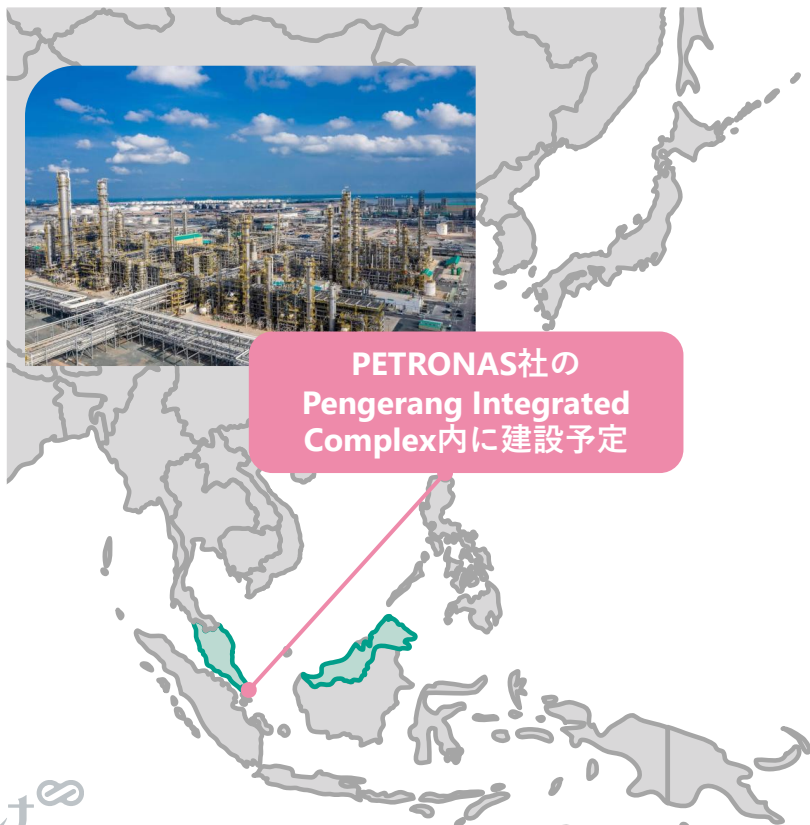 PETRONAS社の
Pengerang Integrated
Complex内に建設予定